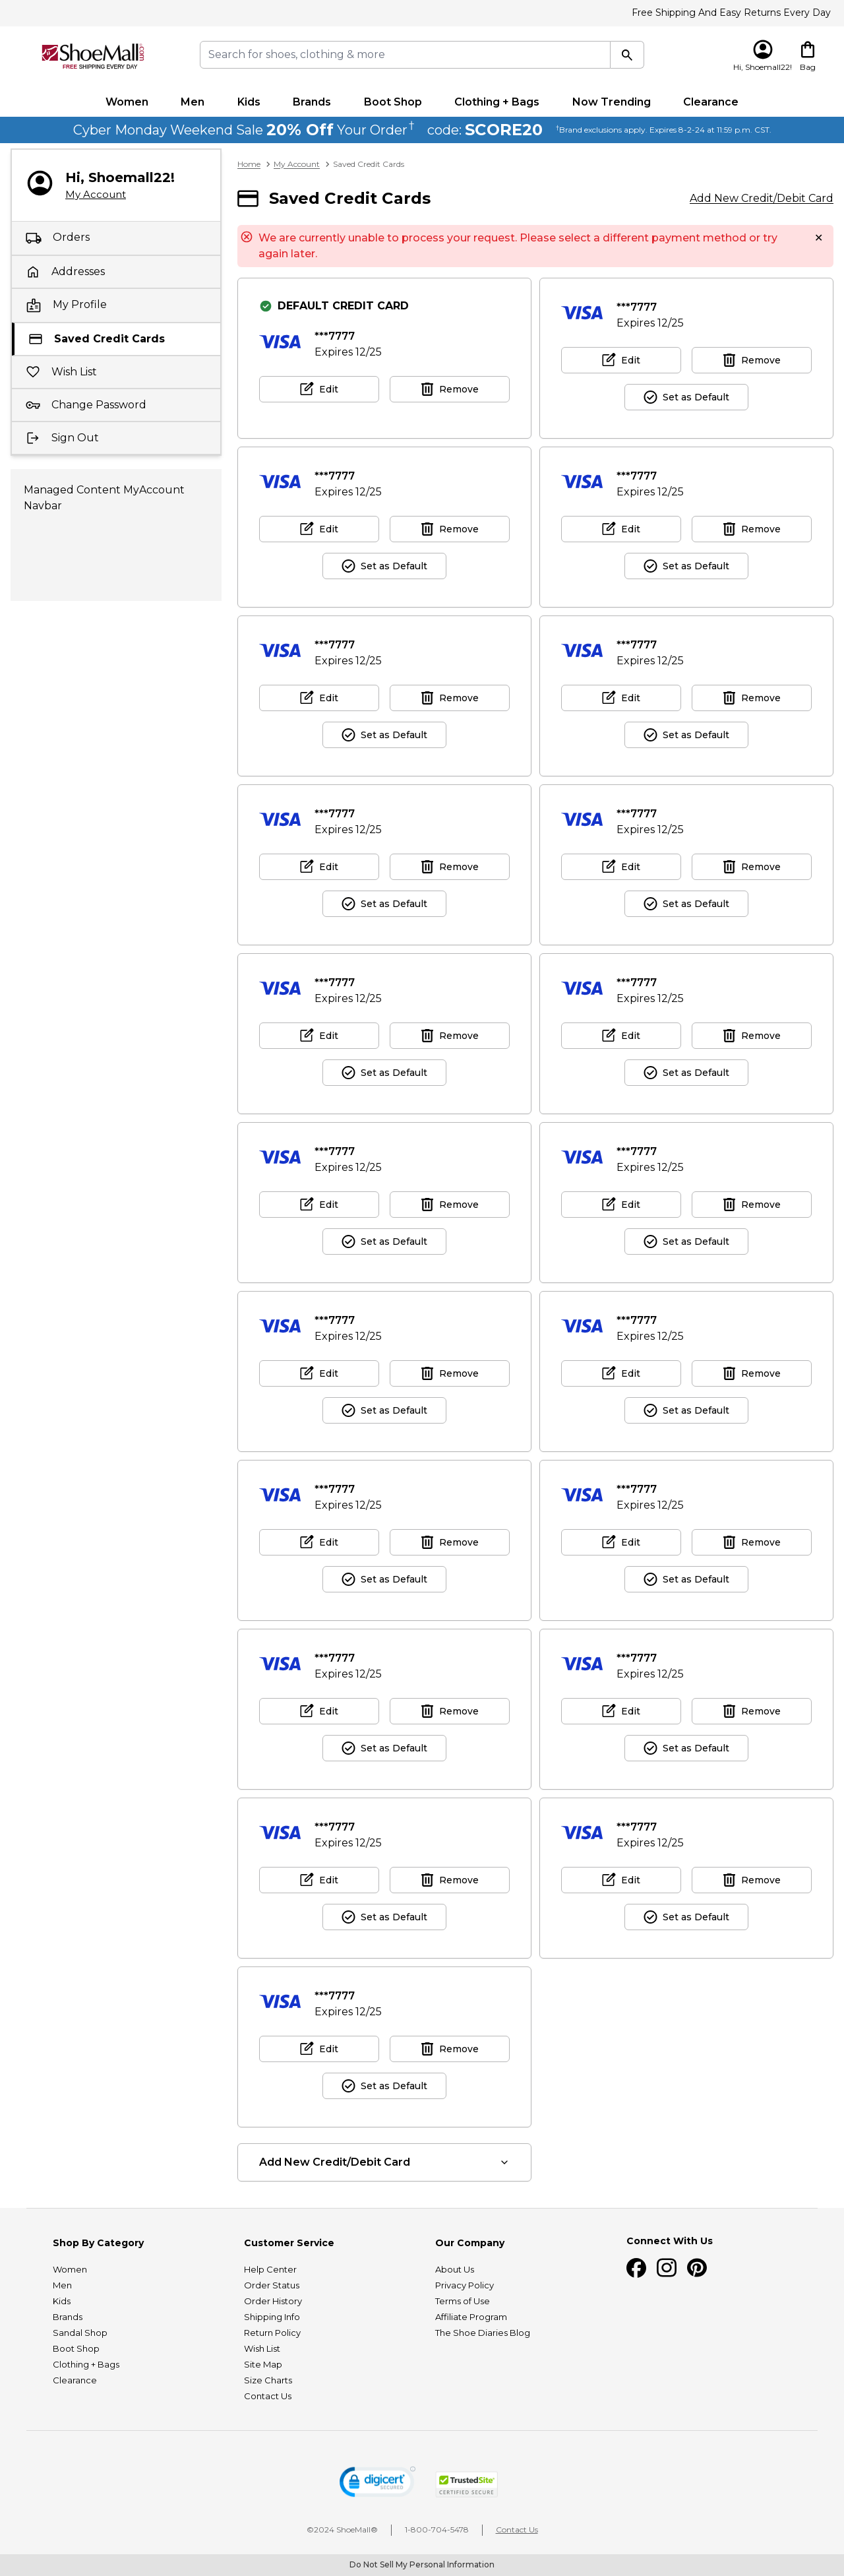 Free Shipping And Easy Returns Every Day
ShoeMall
FREE SHIPPING EVERY DAY
Search for shoes, clothing & more
Hi, Shoemall22!
Bag
Women Men Kids Brands Boot Shop Clothing + Bags Now Trending Clearance
Cyber Monday Weekend Sale 20% Off Your Order† code: SCORE20 †Brand exclusions apply. Expires 8-2-24 at 11:59 p.m. CST.
Hi, Shoemall22!
My Account
Orders
Addresses
My Profile
Saved Credit Cards
Wish List
Change Password
Sign Out
Managed Content MyAccount
Navbar
Home > My Account > Saved Credit Cards
Saved Credit Cards
Add New Credit/Debit Card
We are currently unable to process your request. Please select a different payment method or try
again later.
DEFAULT CREDIT CARD
VISA ***7777
Expires 12/25
Edit Remove
VISA ***7777
Expires 12/25
Edit Remove
Set as Default
VISA ***7777
Expires 12/25
Edit Remove
Set as Default
VISA ***7777
Expires 12/25
Edit Remove
Set as Default
VISA ***7777
Expires 12/25
Edit Remove
Set as Default
VISA ***7777
Expires 12/25
Edit Remove
Set as Default
VISA ***7777
Expires 12/25
Edit Remove
Set as Default
VISA ***7777
Expires 12/25
Edit Remove
Set as Default
VISA ***7777
Expires 12/25
Edit Remove
Set as Default
VISA ***7777
Expires 12/25
Edit Remove
Set as Default
VISA ***7777
Expires 12/25
Edit Remove
Set as Default
VISA ***7777
Expires 12/25
Edit Remove
Set as Default
VISA ***7777
Expires 12/25
Edit Remove
Set as Default
VISA ***7777
Expires 12/25
Edit Remove
Set as Default
VISA ***7777
Expires 12/25
Edit Remove
Set as Default
VISA ***7777
Expires 12/25
Edit Remove
Set as Default
VISA ***7777
Expires 12/25
Edit Remove
Set as Default
VISA ***7777
Expires 12/25
Edit Remove
Set as Default
VISA ***7777
Expires 12/25
Edit Remove
Set as Default
VISA ***7777
Expires 12/25
Edit Remove
Set as Default
VISA ***7777
Expires 12/25
Edit Remove
Set as Default
Add New Credit/Debit Card
Shop By Category
Women
Men
Kids
Brands
Sandal Shop
Boot Shop
Clothing + Bags
Clearance
Customer Service
Help Center
Order Status
Order History
Shipping Info
Return Policy
Wish List
Site Map
Size Charts
Contact Us
Our Company
About Us
Privacy Policy
Terms of Use
Affiliate Program
The Shoe Diaries Blog
Connect With Us
digicert
SECURED
TrustedSite
CERTIFIED SECURE
©2024 ShoeMall® | 1-800-704-5478 | Contact Us
Do Not Sell My Personal Information